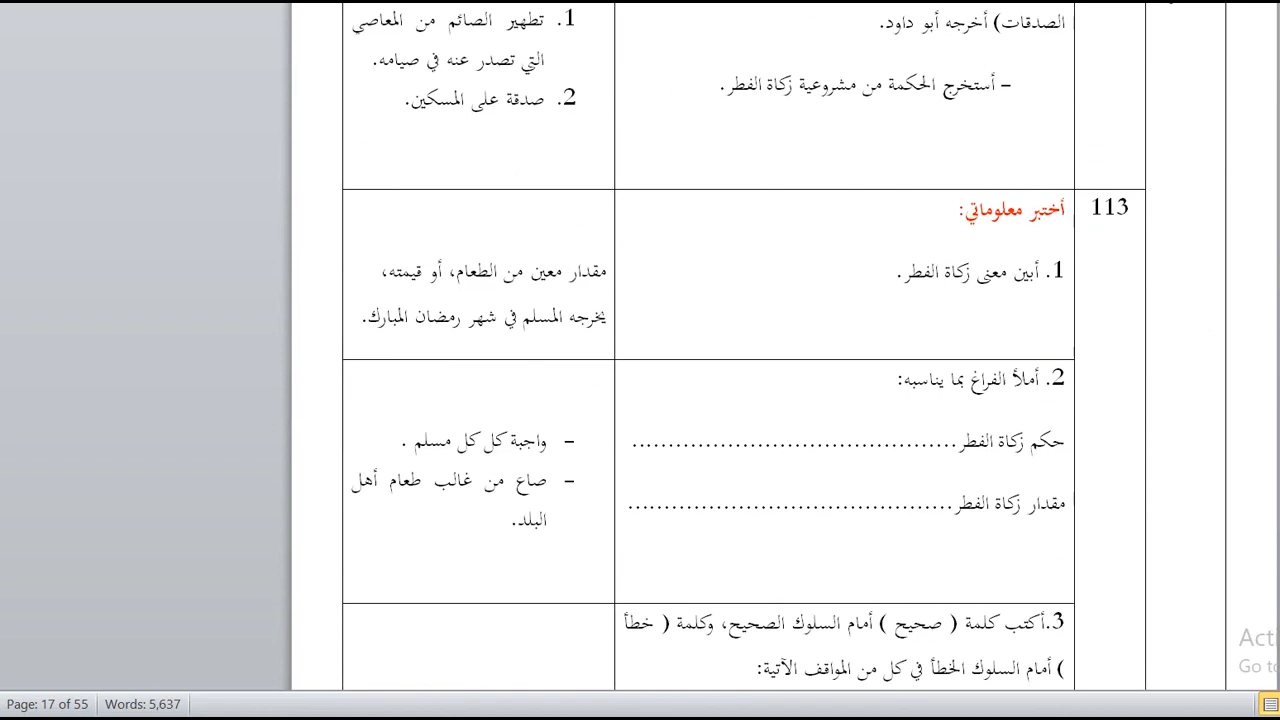 الصدقات) أخرجه أبو داود.
- أستخرج الحكمة من مشروعية زكاة الفطر.
1. تطهير الصائم من المعاصي
التي تصدر عنه في صيامه.
2. صدقة على المسكين.
113
أختبر معلوماتي:
1. أبين معنى زكاة الفطر.
مقدار معين من الطعام، أو قيمته،
يخرجه المسلم في شهر رمضان المبارك.
2. أملأ الفراغ بما يناسبه:
حكم زكاة الفطر.............................................
مقدار زكاة الفطر.............................................
- واجبة كل كل مسلم .
- صاع من غالب طعام أهل
البلد.
3.أكتب كلمة ( صحيح ) أمام السلوك الصحيح، وكلمة ( خطأ
) أمام السلوك الخطأ في كل من المواقف الآتية:
Page: 17 of 55
Words: 5,637